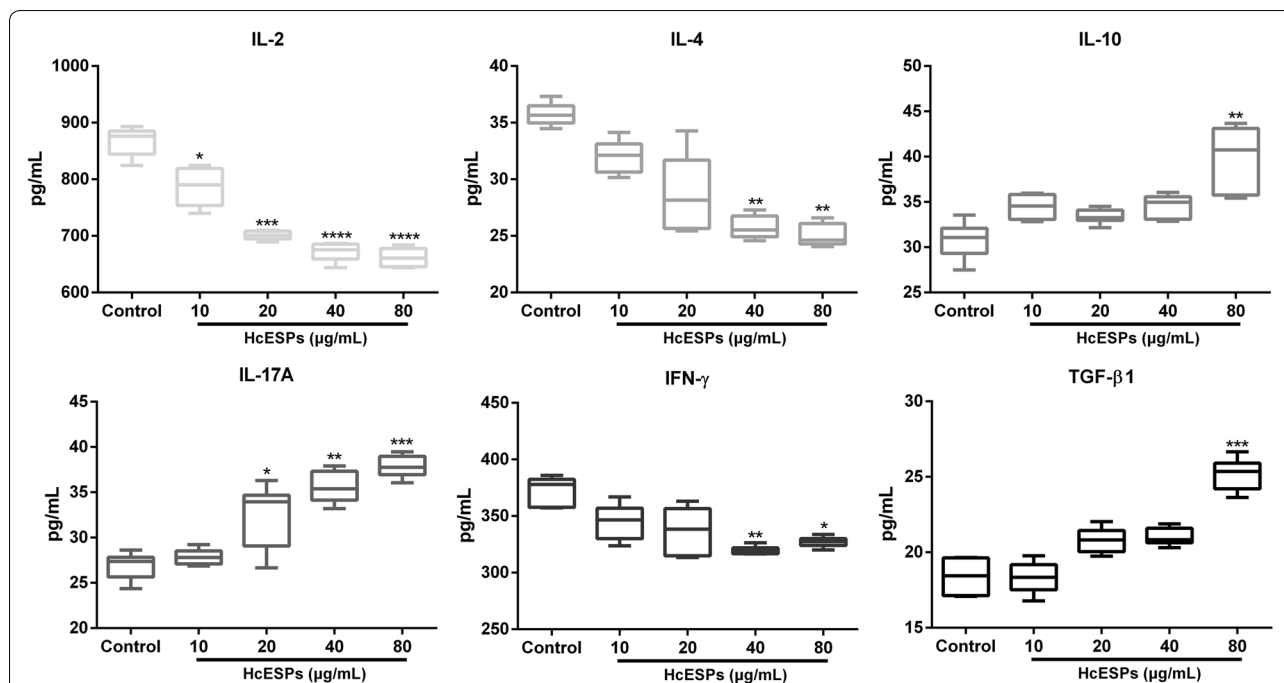 IL-2
IL-4
IL-10
1000
900
800
700
600
pg/mL
*
***
****
****
Control
10
20
40
80
HcESPs (µg/mL)
40
35
30
25
20
pg/mL
**
**
Control
10
20
40
80
HcESPs (µg/mL)
50
45
40
35
30
25
pg/mL
**
Control
10
20
40
80
HcESPs (µg/mL)
IL-17A
IFN-γ
TGF-β1
45
40
35
30
25
20
pg/mL
*
**
***
Control
10
20
40
80
HcESPs (µg/mL)
450
400
350
300
250
pg/mL
**
*
Control
10
20
40
80
HcESPs (µg/mL)
30
25
20
15
pg/mL
***
Control
10
20
40
80
HcESPs (µg/mL)